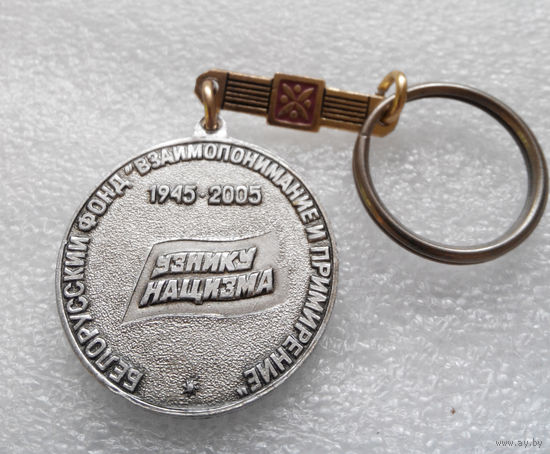 БЕЛОРУССКИЙ ФОНД "ВЗАИМОПОНИМАНИЕ И ПРИМИРЕНИЕ"
1945-2005
УЗНИКУ
НАЦИЗМА
www.ay.by